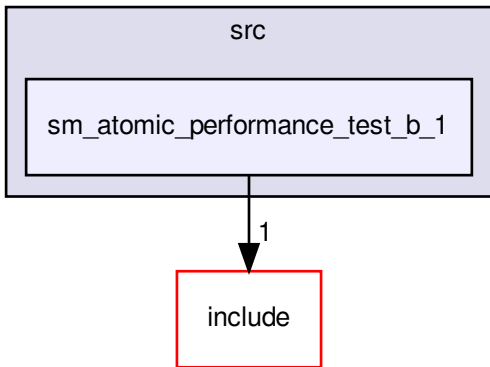 src
sm_atomic_performance_test_b_1
1
include